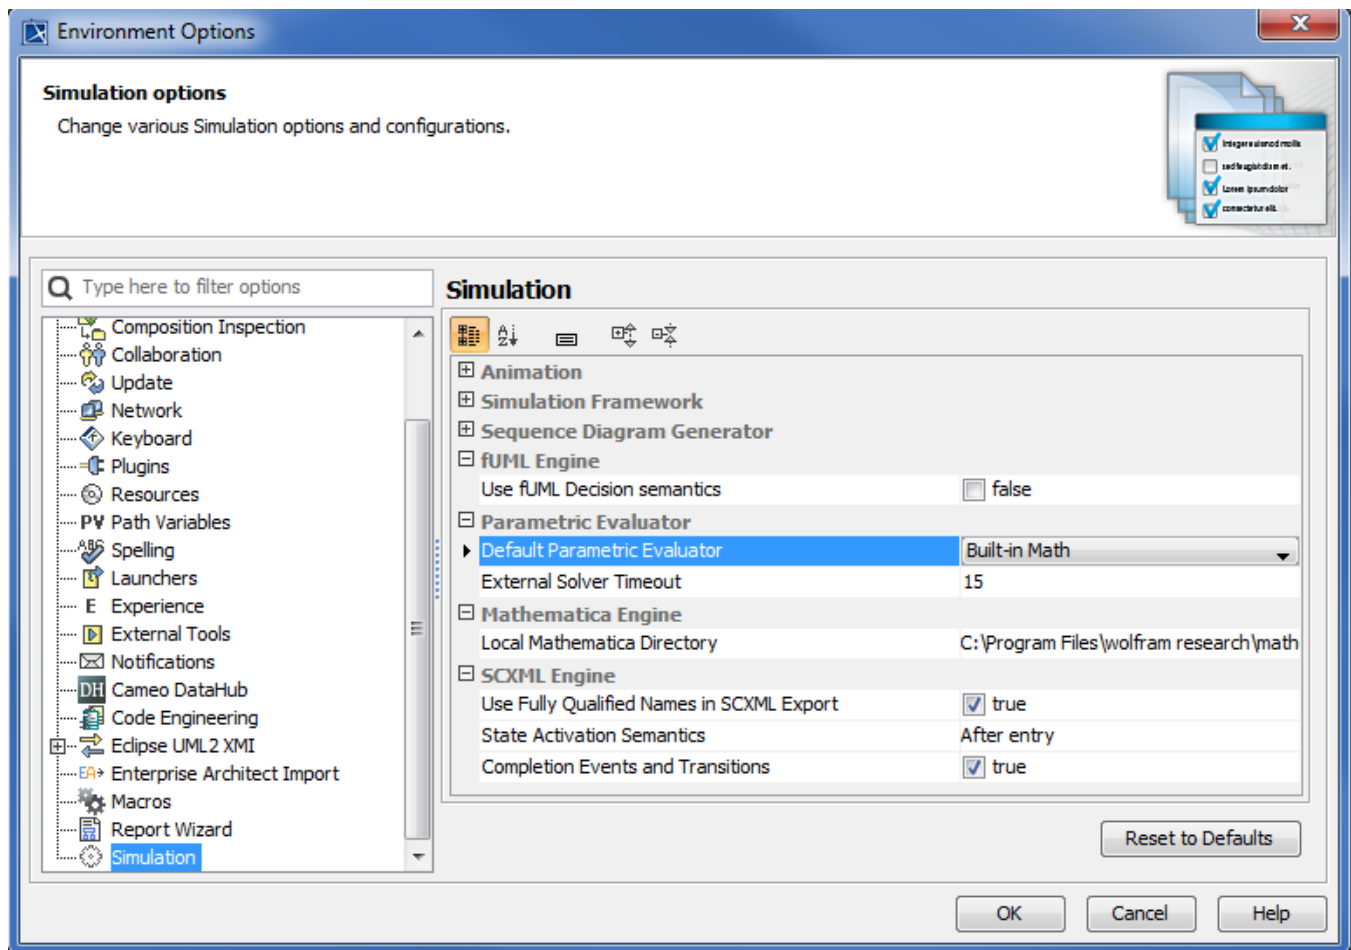 Environment Options
Simulation options
Change various Simulation options and configurations.
Lorem ipsum dolor
Type here to filter options
Composition Inspection
Collaboration
Update
Network
Keyboard
Plugins
Resources
PV Path Variables
ABS Spelling
Launchers
E Experience
External Tools
Notifications
DH Cameo DataHub
Code Engineering
Eclipse UML2 XMI
EA Enterprise Architect Import
Macros
Report Wizard
Simulation
Simulation
A
Z
Animation
Simulation Framework
Sequence Diagram Generator
fUML Engine
Use fUML Decision semantics false
Parametric Evaluator
Default Parametric Evaluator Built-in Math
External Solver Timeout 15
Mathematica Engine
Local Mathematica Directory C:\Program Files\wolfram research\math
SCXML Engine
Use Fully Qualified Names in SCXML Export true
State Activation Semantics After entry
Completion Events and Transitions true
Reset to Defaults
OK Cancel Help